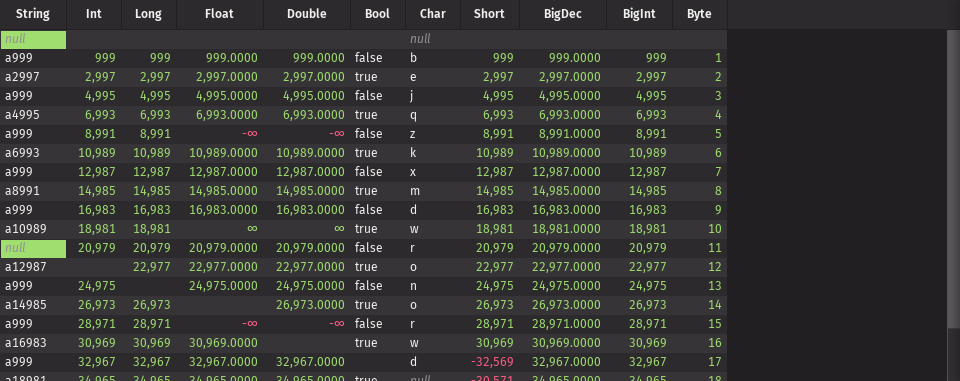 String Int Long Float Double Bool Char Short BigDec BigInt Byte
null null
a999 999 999 999.0000 999.0000 false b 999 999.0000 999 1
a2997 2,997 2,997 2,997.0000 2,997.0000 true e 2,997 2,997.0000 2,997 2
a999 4,995 4,995 4,995.0000 4,995.0000 false j 4,995 4,995.0000 4,995 3
a4995 6,993 6,993 6,993.0000 6,993.0000 true q 6,993 6,993.0000 6,993 4
a999 8,991 8,991 -∞ -∞ false z 8,991 8,991.0000 8,991 5
a6993 10,989 10,989 10,989.0000 10,989.0000 true k 10,989 10,989.0000 10,989 6
a999 12,987 12,987 12,987.0000 12,987.0000 false x 12,987 12,987.0000 12,987 7
a8991 14,985 14,985 14,985.0000 14,985.0000 true m 14,985 14,985.0000 14,985 8
a999 16,983 16,983 16,983.0000 16,983.0000 false d 16,983 16,983.0000 16,983 9
a10989 18,981 18,981 ∞ ∞ true w 18,981 18,981.0000 18,981 10
null 20,979 20,979 20,979.0000 20,979.0000 false r 20,979 20,979.0000 20,979 11
a12987 22,977 22,977.0000 22,977.0000 true o 22,977 22,977.0000 22,977 12
a999 24,975 24,975.0000 24,975.0000 false n 24,975 24,975.0000 24,975 13
a14985 26,973 26,973 26,973.0000 true o 26,973 26,973.0000 26,973 14
a999 28,971 28,971 -∞ -∞ false r 28,971 28,971.0000 28,971 15
a16983 30,969 30,969 30,969.0000 true w 30,969 30,969.0000 30,969 16
a999 32,967 32,967 32,967.0000 32,967.0000 d -32,569 32,967.0000 32,967 17
a18981 34,965 34,965 34,965.0000 34,965.0000 true null -30,571 34,965.0000 34,965 18